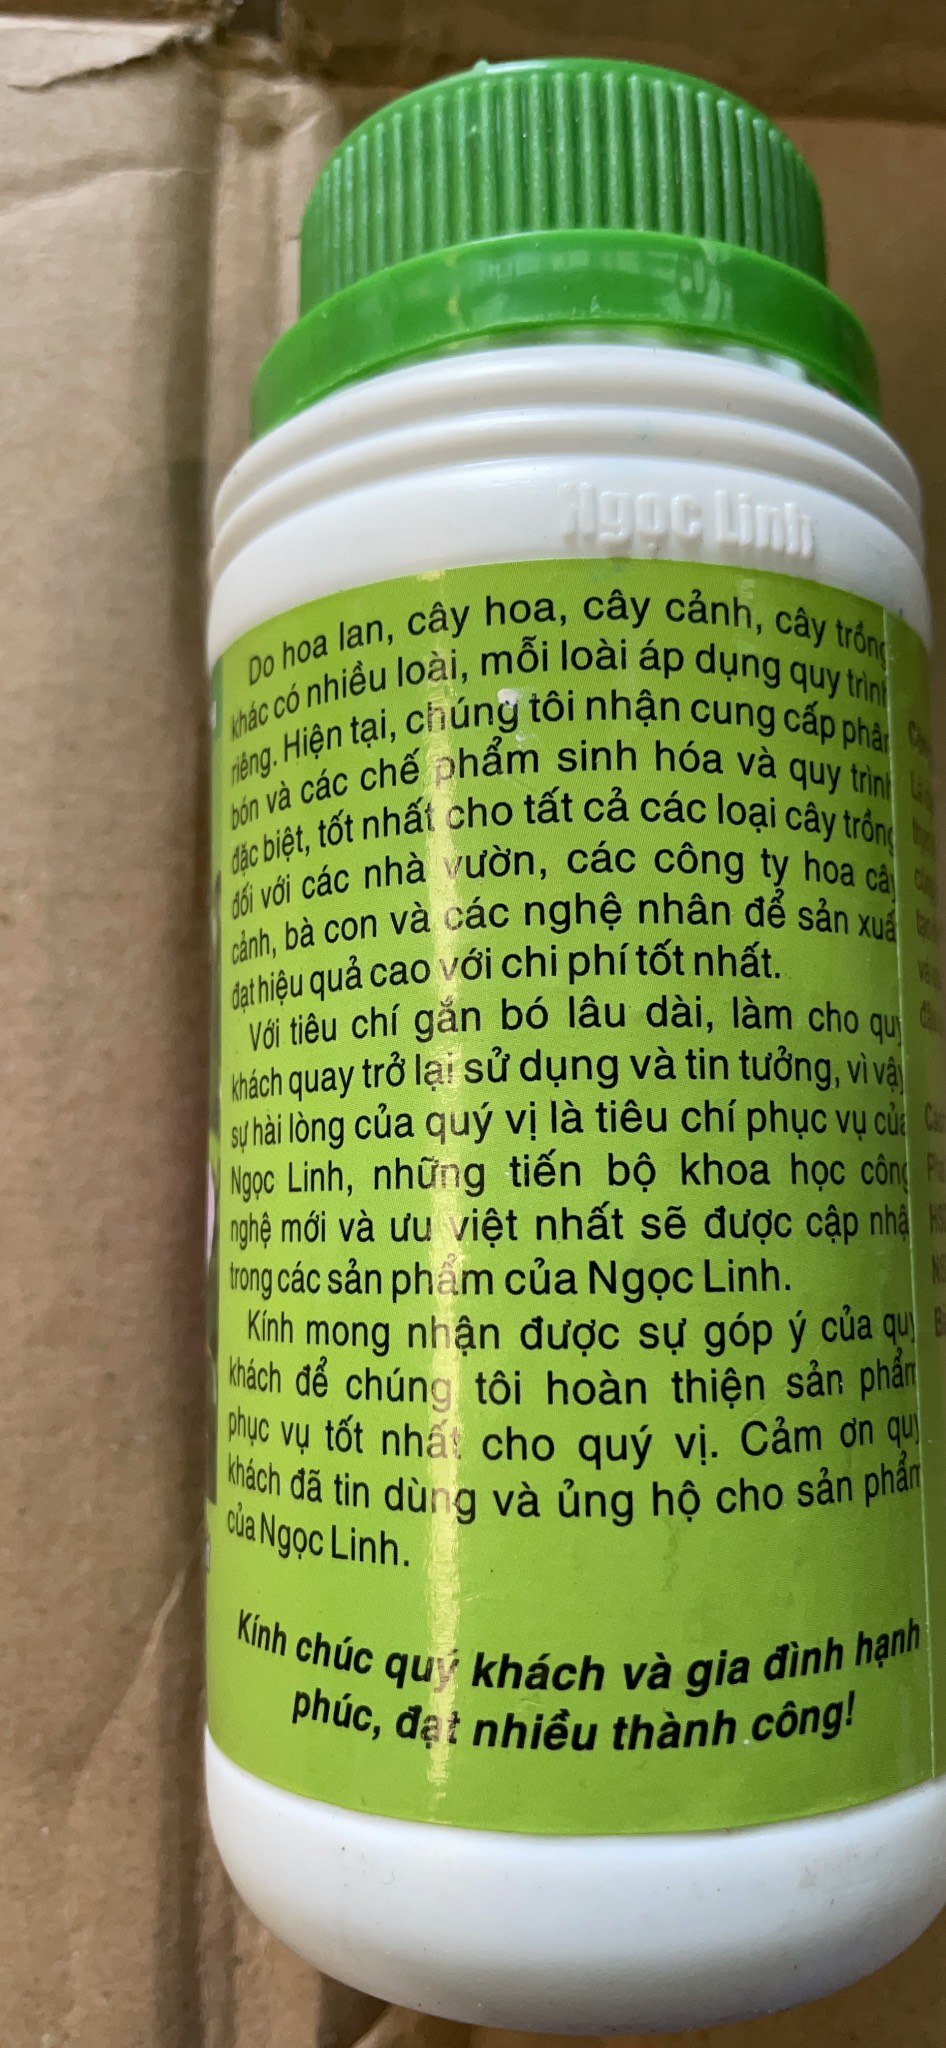 Ngọc Linh
Do hoa lan, cây hoa, cây cảnh, cây trồng
khác có nhiều loài, mỗi loài áp dụng quy trình
riêng. Hiện tại, chúng tôi nhận cung cấp phân
bón và các chế phẩm sinh hóa và quy trình
đặc biệt, tốt nhất cho tất cả các loại cây trồng
đối với các nhà vườn, các công ty hoa cây
cảnh, bà con và các nghệ nhân để sản xuất
đạt hiệu quả cao với chi phí tốt nhất.
Với tiêu chí gắn bó lâu dài, làm cho quý
khách quay trở lại sử dụng và tin tưởng, vì vậy
sự hài lòng của quý vị là tiêu chí phục vụ của
Ngọc Linh, những tiến bộ khoa học công
nghệ mới và ưu việt nhất sẽ được cập nhật
trong các sản phẩm của Ngọc Linh.
Kính mong nhận được sự góp ý của quý
khách để chúng tôi hoàn thiện sản phẩm
phục vụ tốt nhất cho quý vị. Cảm ơn quý
khách đã tin dùng và ủng hộ cho sản phẩm
của Ngọc Linh.
Kính chúc quý khách và gia đình hạnh
phúc, đạt nhiều thành công!